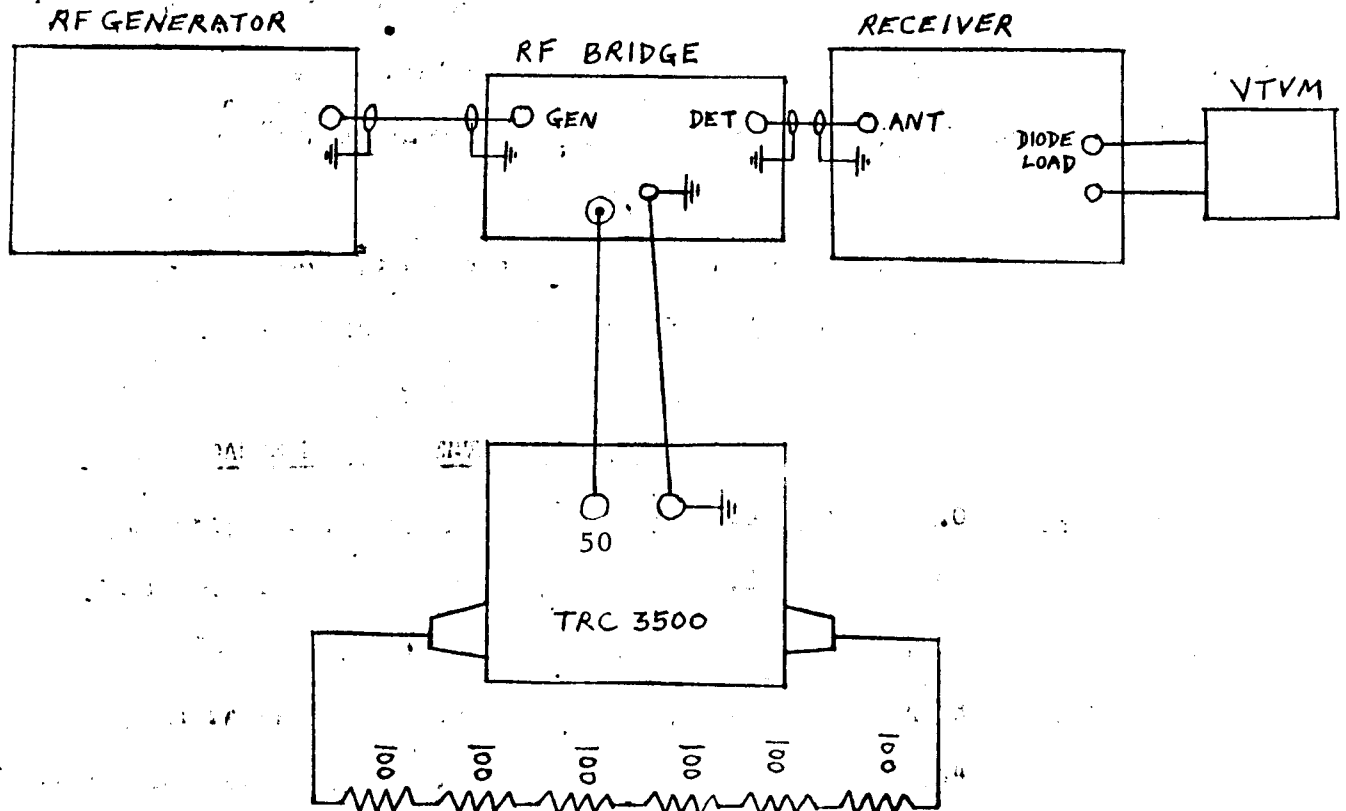 RF GENERATOR
RF BRIDGE
RECEIVER
VTVM
GEN
DET
ANT.
DIODE
LOAD
50
TRC 3500
100
100
100
100
100
100